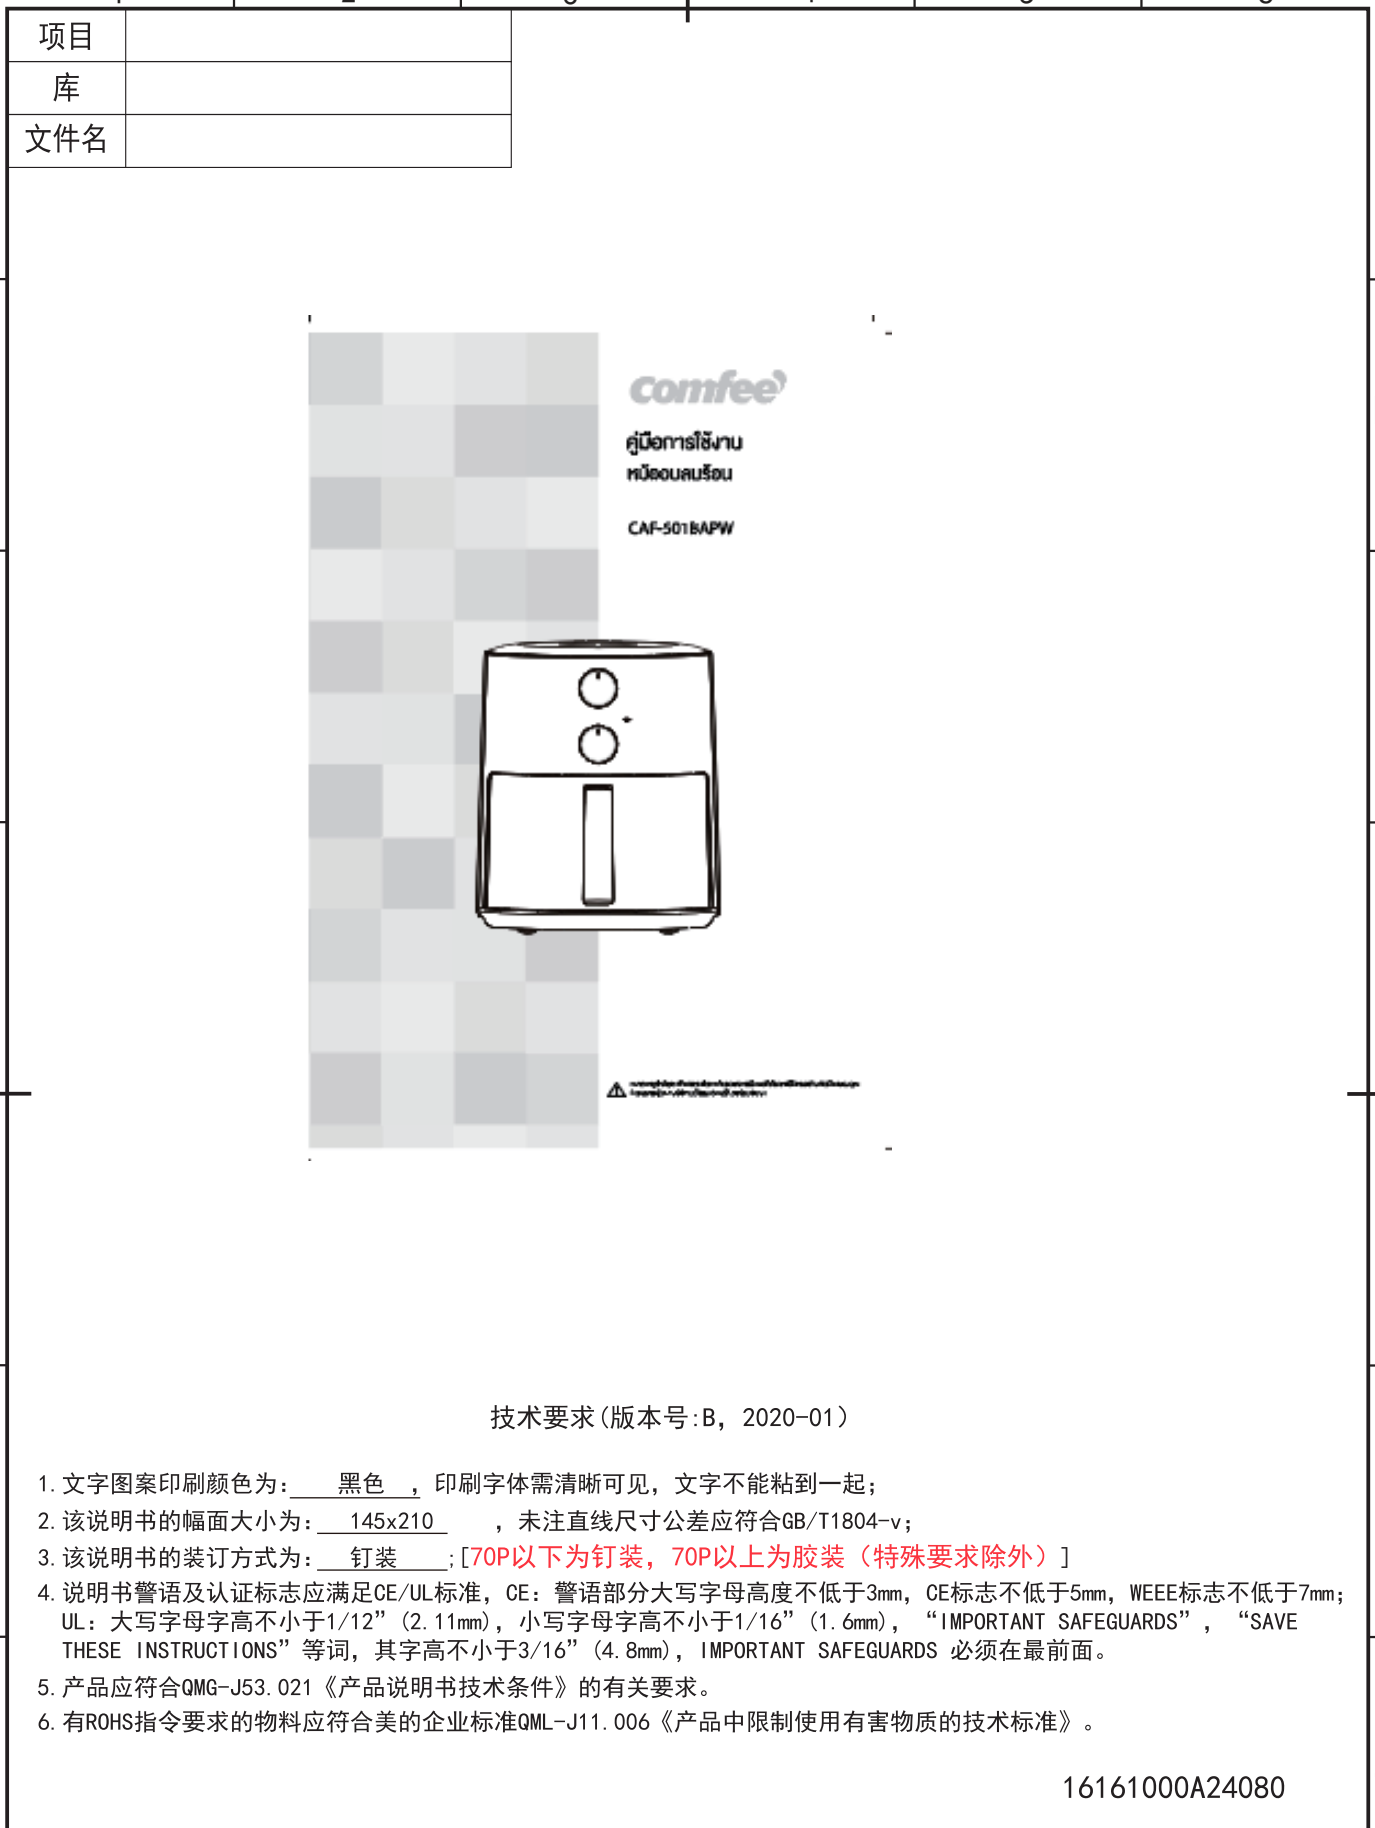 项目
库
文件名
comfee'
คู่มือการใช้งาน
หม้ออบลมร้อน
CAF-501BAPW
技术要求(版本号:B, 2020-01)
1. 文字图案印刷颜色为: 黑色 , 印刷字体需清晰可见, 文字不能粘到一起;
2. 该说明书的幅面大小为: 145x210 , 未注直线尺寸公差应符合GB/T1804-v;
3. 该说明书的装订方式为: 钉装 ;[70P以下为钉装, 70P以上为胶装（特殊要求除外）]
4. 说明书警语及认证标志应满足CE/UL标准, CE: 警语部分大写字母高度不低于3mm, CE标志不低于5mm, WEEE标志不低于7mm;
UL: 大写字母字高不小于1/12” (2.11mm), 小写字母字高不小于1/16” (1.6mm), “IMPORTANT SAFEGUARDS” , “SAVE
THESE INSTRUCTIONS” 等词, 其字高不小于3/16” (4.8mm), IMPORTANT SAFEGUARDS 必须在最前面。
5. 产品应符合QMG-J53.021《产品说明书技术条件》的有关要求。
6. 有ROHS指令要求的物料应符合美的企业标准QML-J11.006《产品中限制使用有害物质的技术标准》。
16161000A24080